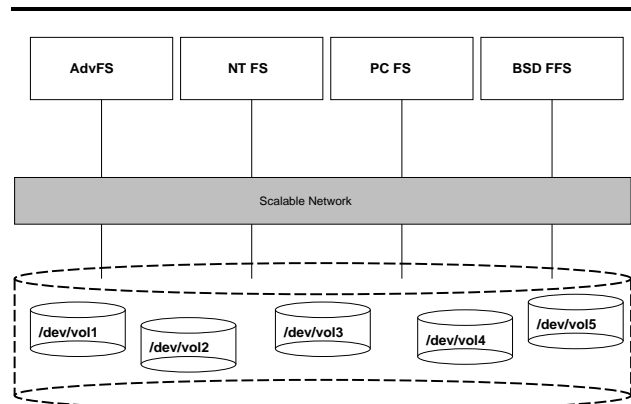 AdvFS
NT FS
PC FS
BSD FFS
Scalable Network
/dev/vol1
/dev/vol2
/dev/vol3
/dev/vol4
/dev/vol5